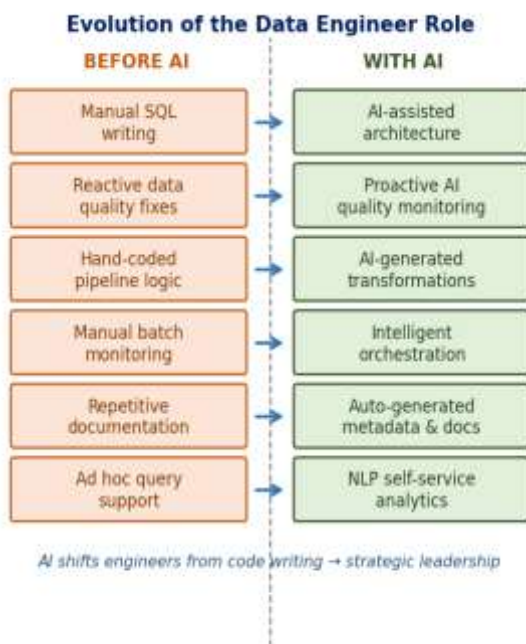 Evolution of the Data Engineer Role
BEFORE AI
WITH AI
Manual SQL
writing
AI-assisted
architecture
Reactive data
quality fixes
Proactive AI
quality monitoring
Hand-coded
pipeline logic
AI-generated
transformations
Manual batch
monitoring
Intelligent
orchestration
Repetitive
documentation
Auto-generated
metadata & docs
Ad hoc query
support
NLP self-service
analytics
AI shifts engineers from code writing → strategic leadership